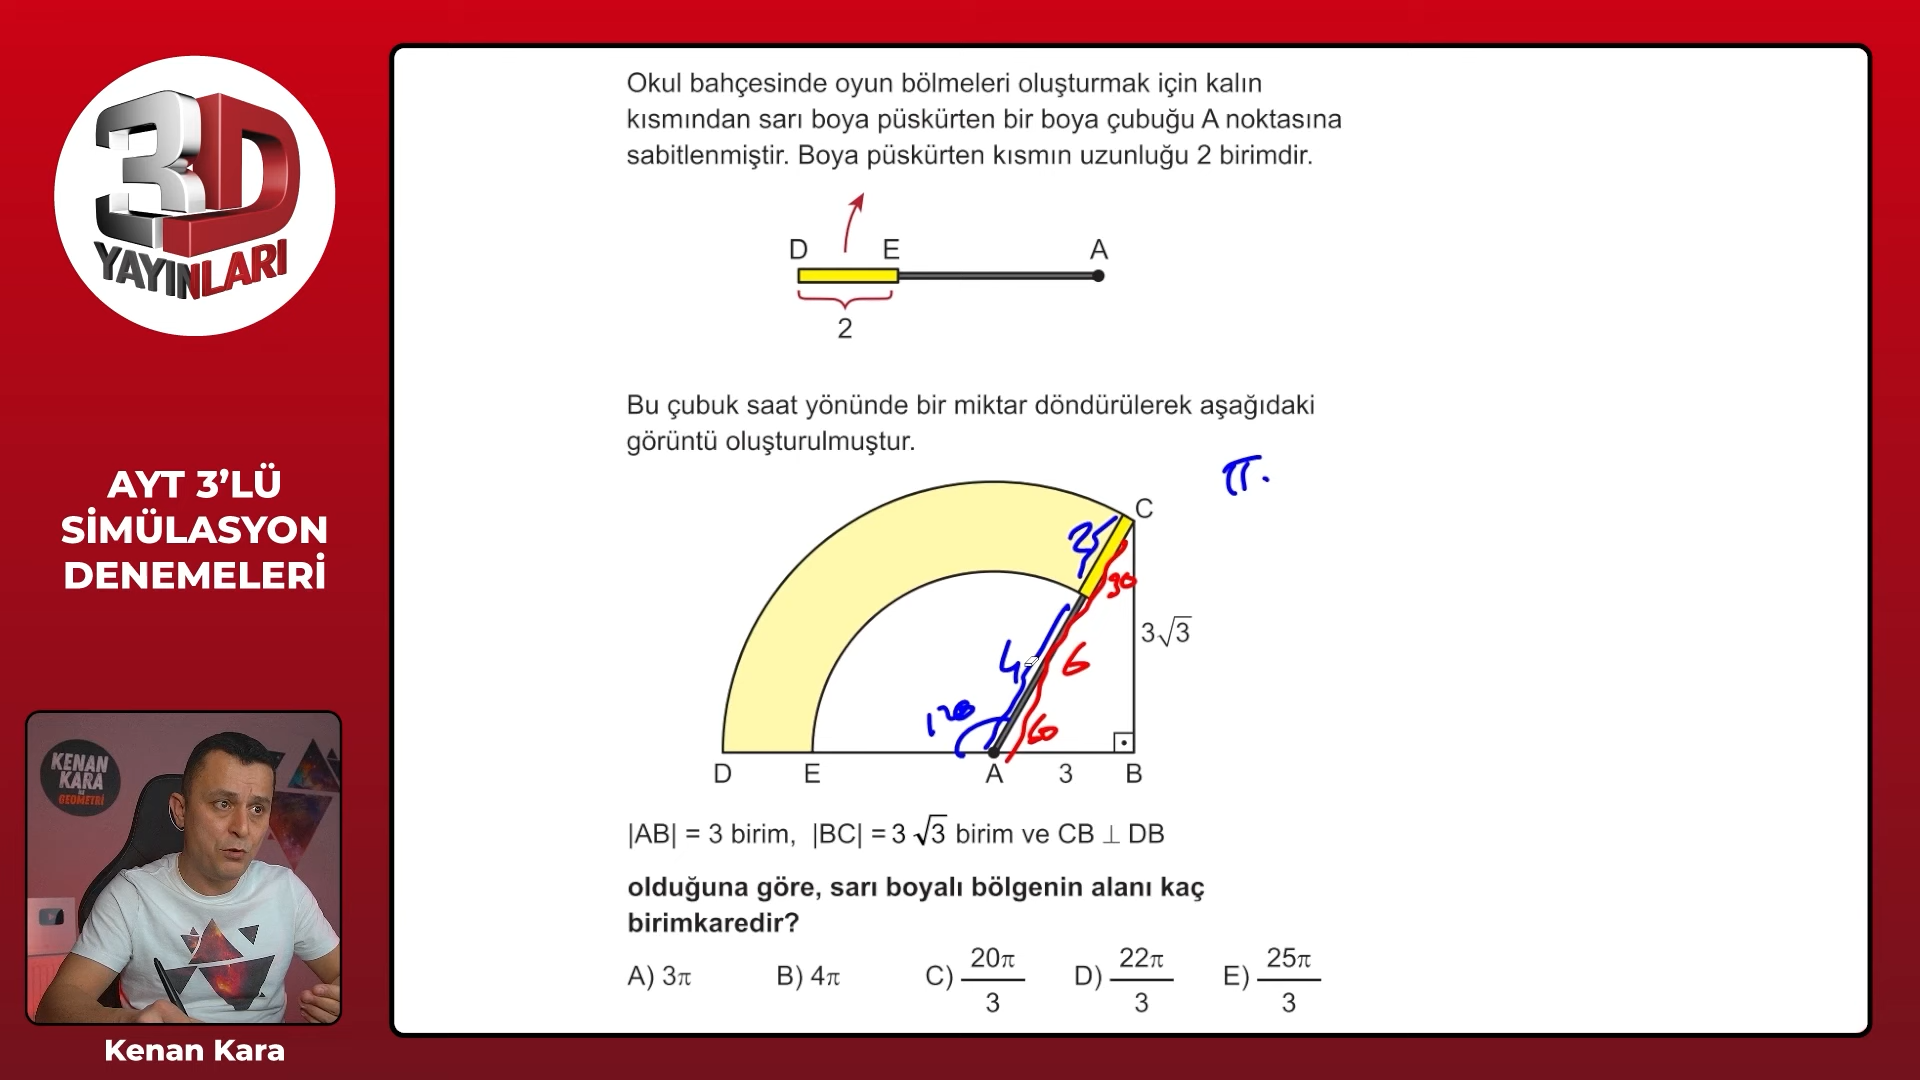 3D
YAYINLARI
AYT 3'LÜ
SİMÜLASYON
DENEMELERİ
KENAN
KARA
ile
GEOMETRİ
Kenan Kara
Okul bahçesinde oyun bölmeleri oluşturmak için kalın
kısmından sarı boya püskürten bir boya çubuğu A noktasına
sabitlenmiştir. Boya püskürten kısmın uzunluğu 2 birimdir.
D E A
2
Bu çubuk saat yönünde bir miktar döndürülerek aşağıdaki
görüntü oluşturulmuştur.
π.
C
2
30
3√3
4 6
120 60
D E A 3 B
|AB| = 3 birim, |BC| = 3√3 birim ve CB ⊥ DB
olduğuna göre, sarı boyalı bölgenin alanı kaç
birimkaredir?
A) 3π B) 4π C) 20π/3 D) 22π/3 E) 25π/3